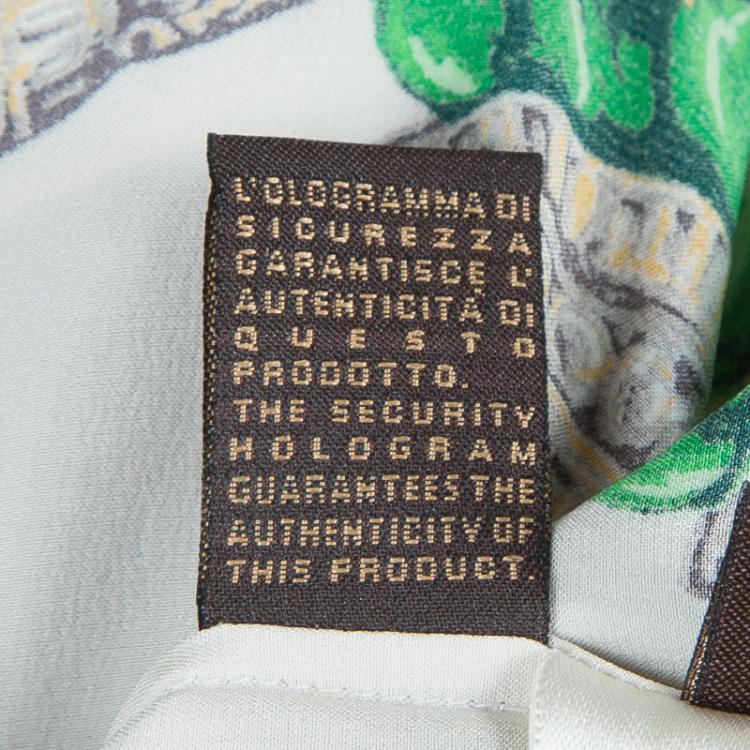 L'OLOGRAMMA DI
SICUREZZA
GARANTISCE L'
AUTENTICITÀ DI
QUESTO
PRODOTTO.
THE SECURITY
HOLOGRAM
GUARANTEES THE
AUTHENTICITY OF
THIS PRODUCT.